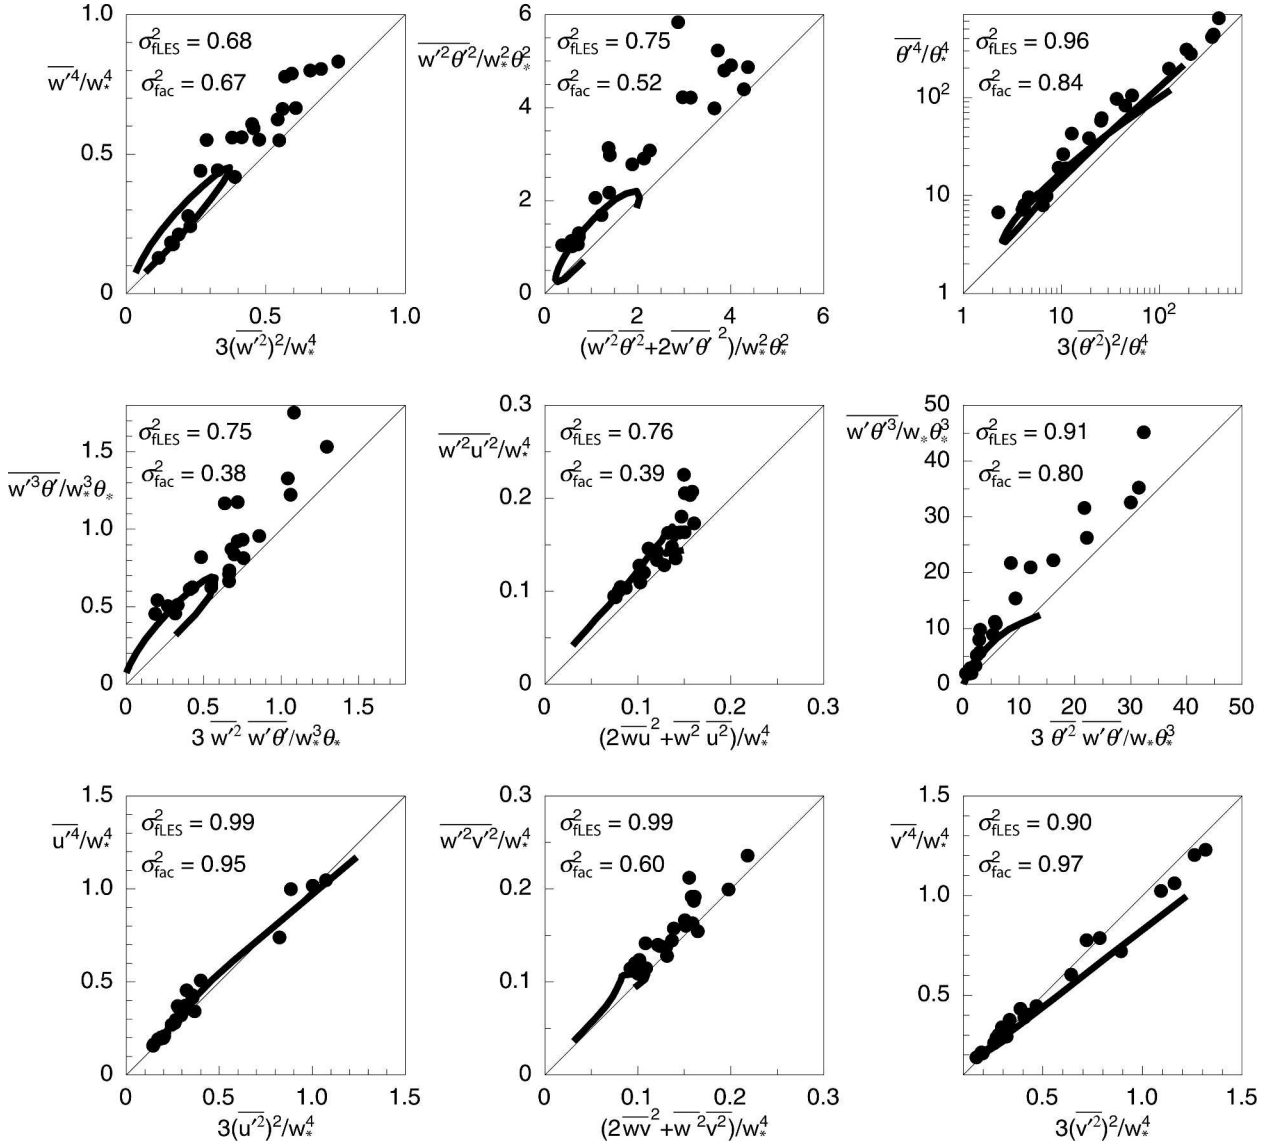 1.0
w′⁴/w*⁴
σ²fLES = 0.68
σ²fac = 0.67
0.5
0
0 0.5 1.0
3(w′²)²/w*⁴
6
w′²θ′²/w*²θ*²
σ²fLES = 0.75
σ²fac = 0.52
4
2
0
0 2 4 6
(w′²θ′²+2w′θ′²)/w*²θ*²
θ′⁴/θ*⁴
σ²fLES = 0.96
σ²fac = 0.84
10²
10
1
1 10 10²
3(θ′²)²/θ*⁴
w′³θ′/w*³θ*
σ²fLES = 0.75
σ²fac = 0.38
1.5
1.0
0.5
0
0 0.5 1.0 1.5
3 w′² w′θ′/w*³θ*
0.3
w′²u′²/w*⁴
σ²fLES = 0.76
σ²fac = 0.39
0.2
0.1
0
0 0.1 0.2 0.3
(2wu²+w² u²)/w*⁴
50
w′θ′³/w*θ*³
σ²fLES = 0.91
σ²fac = 0.80
40
30
20
10
0
0 10 20 30 40 50
3 θ′² w′θ′/w*θ*³
1.5
u′⁴/w*⁴
σ²fLES = 0.99
σ²fac = 0.95
1.0
0.5
0
0 0.5 1.0 1.5
3(u′²)²/w*⁴
0.3
w′²v′²/w*⁴
σ²fLES = 0.99
σ²fac = 0.60
0.2
0.1
0
0 0.1 0.2 0.3
(2wv²+w²v²)/w*⁴
1.5
v′⁴/w*⁴
σ²fLES = 0.90
σ²fac = 0.97
1.0
0.5
0.5 1.0 1.5
3(v′²)²/w*⁴